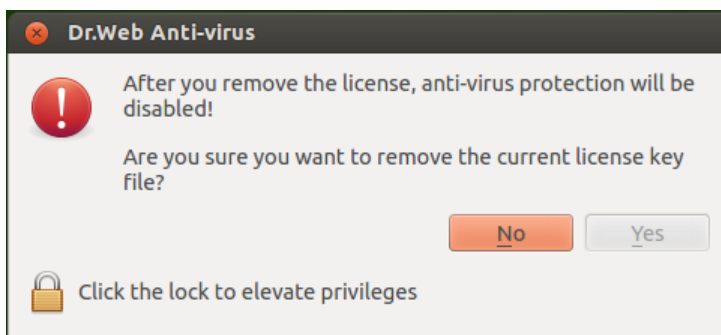 Dr.Web Anti-virus
After you remove the license, anti-virus protection will be
disabled!
Are you sure you want to remove the current license key
file?
No
Yes
Click the lock to elevate privileges